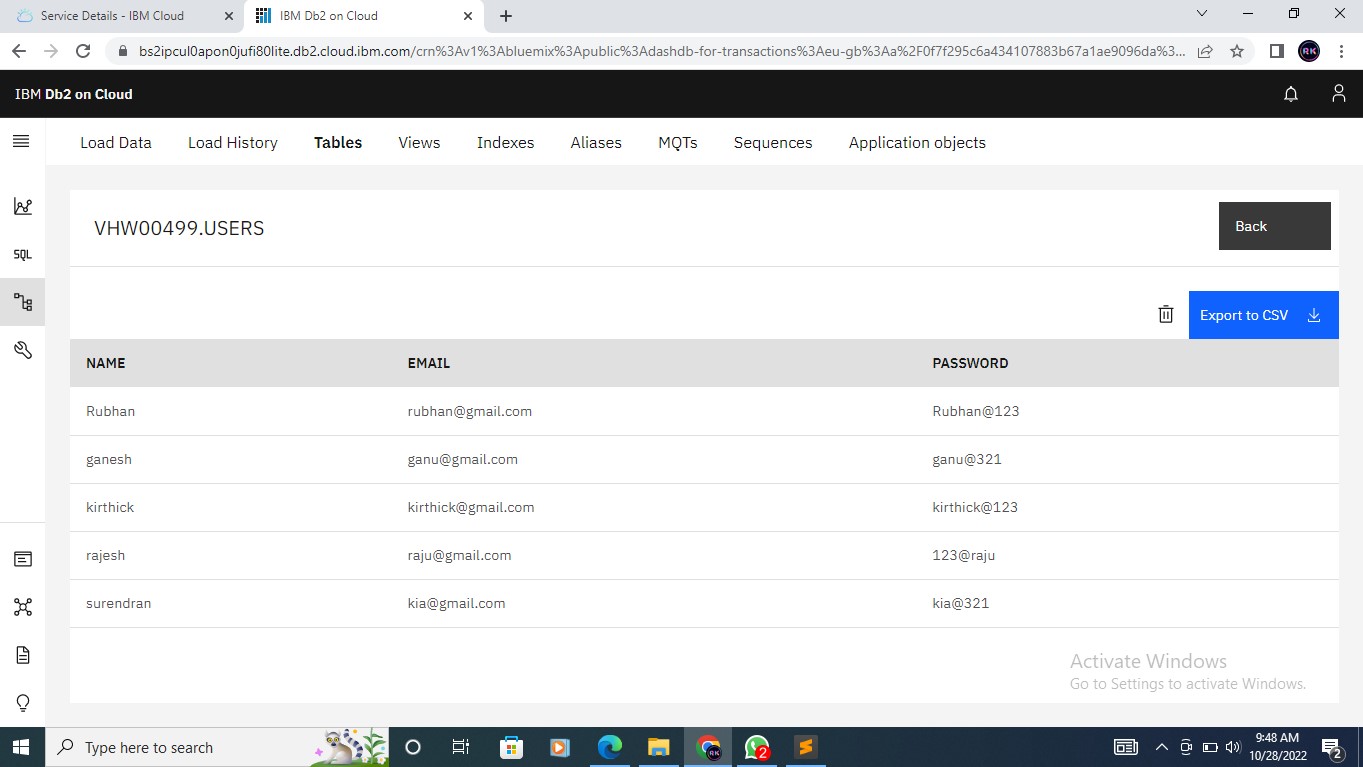 Service Details - IBM Cloud
IBM Db2 on Cloud
bs2ipcul0apon0jufi80lite.db2.cloud.ibm.com/crn%3Av1%3Abluemix%3Apublic%3Adashdb-for-transactions%3Aeu-gb%3Aa%2F0f7f295c6a434107883b67a1ae9096da%3...
RK
IBM Db2 on Cloud
Load Data Load History Tables Views Indexes Aliases MQTs Sequences Application objects
VHW00499.USERS
Back
SQL
Export to CSV
NAME EMAIL PASSWORD
Rubhan rubhan@gmail.com Rubhan@123
ganesh ganu@gmail.com ganu@321
kirthick kirthick@gmail.com kirthick@123
rajesh raju@gmail.com 123@raju
surendran kia@gmail.com kia@321
Activate Windows
Go to Settings to activate Windows.
Type here to search
RK
2
9:48 AM
10/28/2022
2